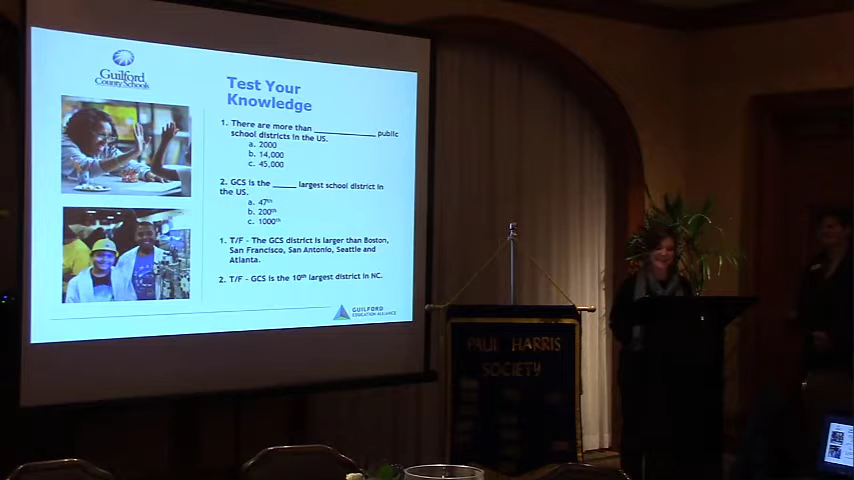 Guilford
County Schools
Test Your
Knowledge
1. There are more than ____________ public
school districts in the US.
a. 2000
b. 14,000
c. 45,000
2. GCS is the _____ largest school district in
the US.
a. 47th
b. 200th
c. 1000th
1. T/F - The GCS district is larger than Boston,
San Francisco, San Antonio, Seattle and
Atlanta.
2. T/F - GCS is the 10th largest district in NC.
GUILFORD
EDUCATION ALLIANCE
PAUL HARRIS
SOCIETY